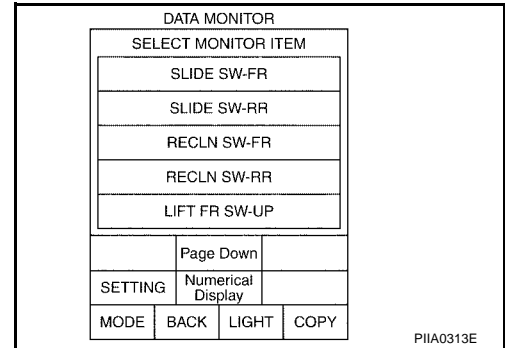 DATA MONITOR
SELECT MONITOR ITEM
SLIDE SW-FR
SLIDE SW-RR
RECLN SW-FR
RECLN SW-RR
LIFT FR SW-UP
Page Down
SETTING
Numerical
Display
MODE BACK LIGHT COPY
PIIA0313E